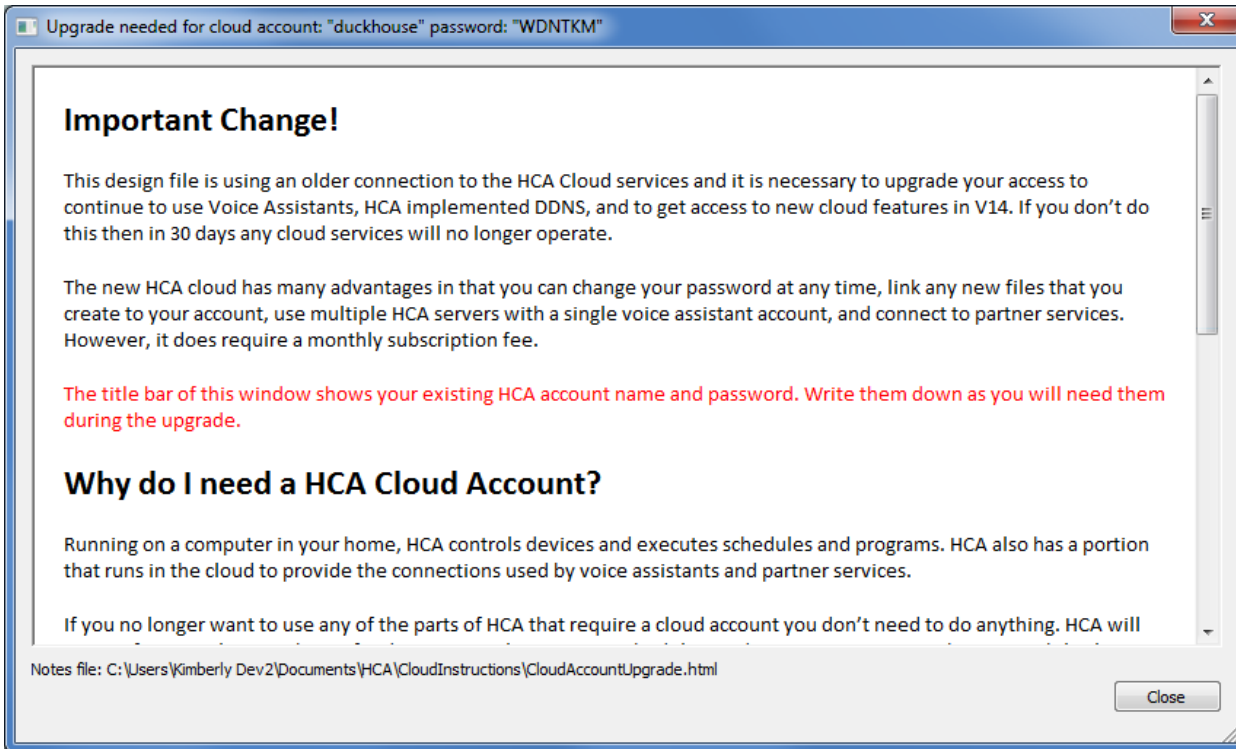 Upgrade needed for cloud account: "duckhouse" password: "WDNTKM"
Important Change!
This design file is using an older connection to the HCA Cloud services and it is necessary to upgrade your access to
continue to use Voice Assistants, HCA implemented DDNS, and to get access to new cloud features in V14. If you don't do
this then in 30 days any cloud services will no longer operate.
The new HCA cloud has many advantages in that you can change your password at any time, link any new files that you
create to your account, use multiple HCA servers with a single voice assistant account, and connect to partner services.
However, it does require a monthly subscription fee.
The title bar of this window shows your existing HCA account name and password. Write them down as you will need them
during the upgrade.
Why do I need a HCA Cloud Account?
Running on a computer in your home, HCA controls devices and executes schedules and programs. HCA also has a portion
that runs in the cloud to provide the connections used by voice assistants and partner services.
If you no longer want to use any of the parts of HCA that require a cloud account you don't need to do anything. HCA will
Notes file: C:\Users\Kimberly Dev2\Documents\HCA\CloudInstructions\CloudAccountUpgrade.html
Close